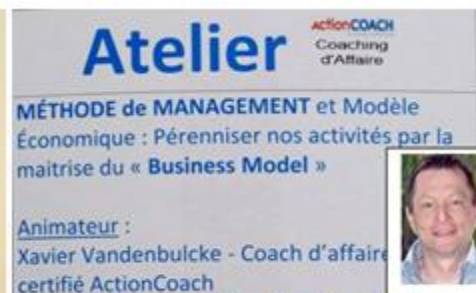 Atelier
ActionCOACH
Coaching
d'Affaire
MÉTHODE de MANAGEMENT et Modèle
Économique : Pérenniser nos activités par la
maitrise du « Business Model »
Animateur :
Xavier Vandenbulcke - Coach d'affaire
certifié ActionCoach